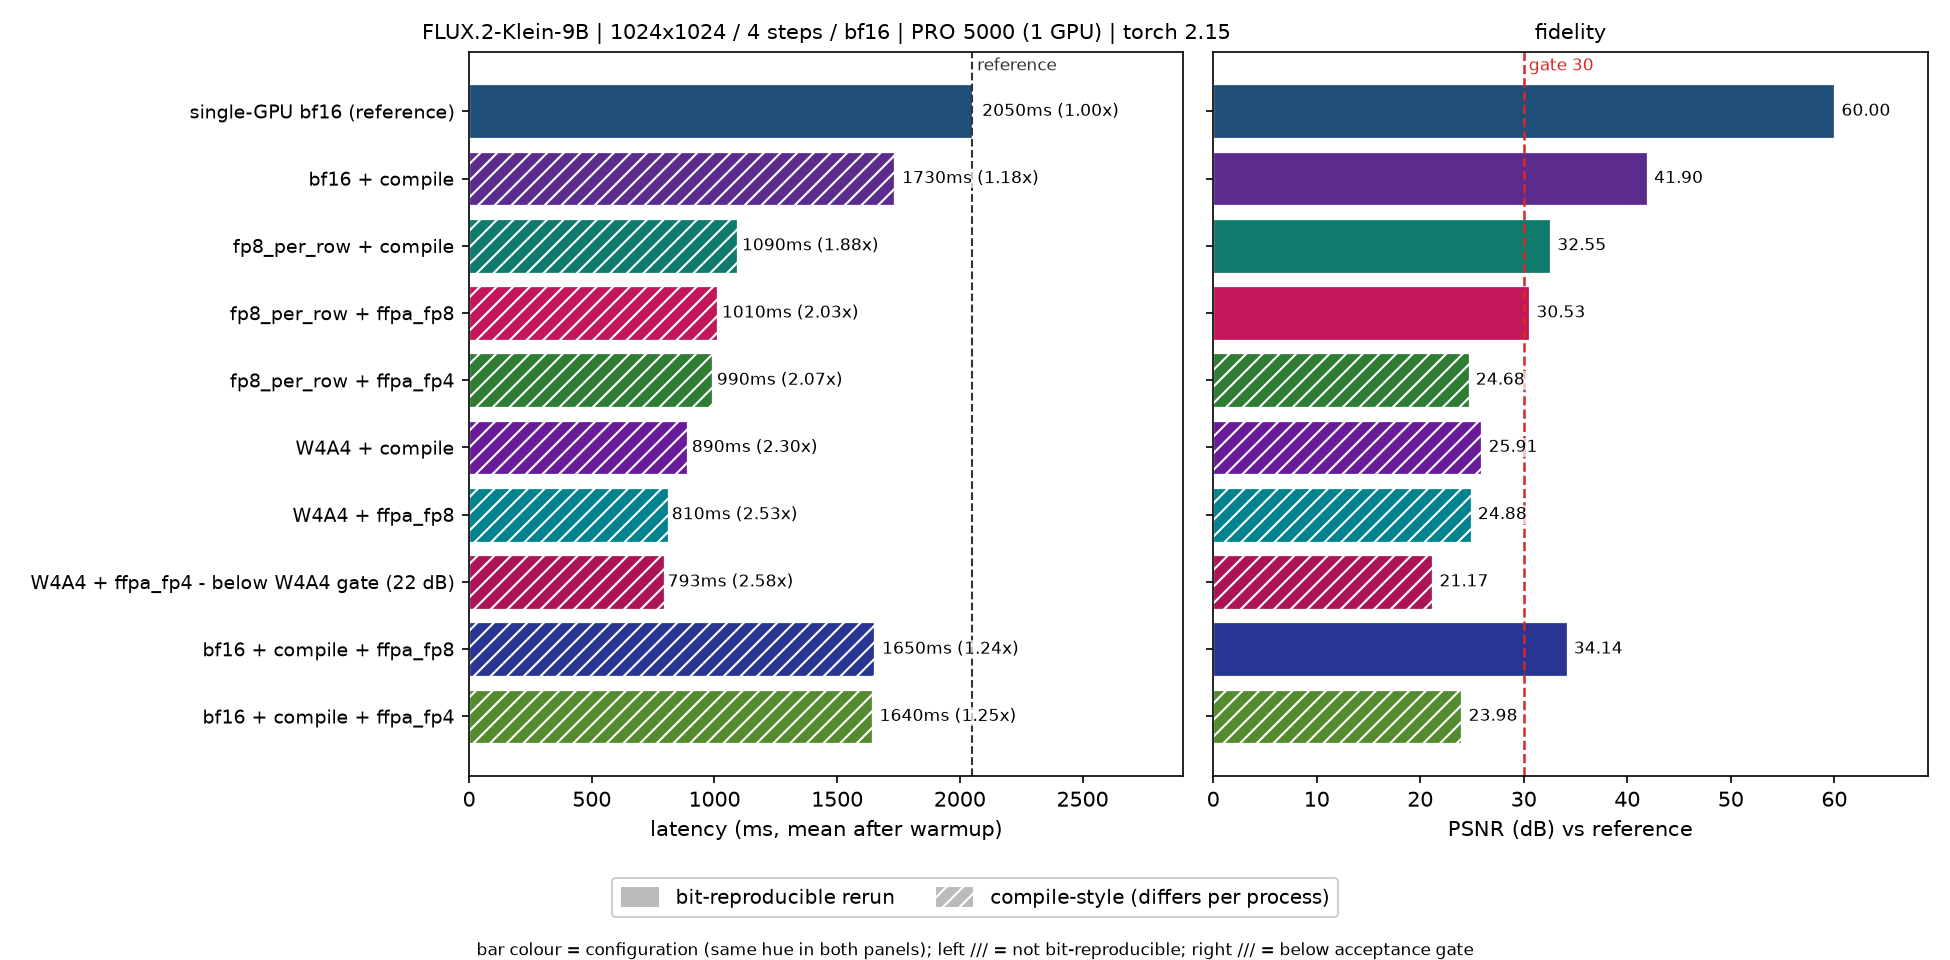 FLUX.2-Klein-9B | 1024x1024 / 4 steps / bf16 | PRO 5000 (1 GPU) | torch 2.15
reference
single-GPU bf16 (reference)
2050ms (1.00x)
bf16 + compile
1730ms (1.18x)
fp8_per_row + compile
1090ms (1.88x)
fp8_per_row + ffpa_fp8
1010ms (2.03x)
fp8_per_row + ffpa_fp4
990ms (2.07x)
W4A4 + compile
890ms (2.30x)
W4A4 + ffpa_fp8
810ms (2.53x)
W4A4 + ffpa_fp4 - below W4A4 gate (22 dB)
793ms (2.58x)
bf16 + compile + ffpa_fp8
1650ms (1.24x)
bf16 + compile + ffpa_fp4
1640ms (1.25x)
0 500 1000 1500 2000 2500
latency (ms, mean after warmup)
fidelity
gate 30
60.00
41.90
32.55
30.53
24.68
25.91
24.88
21.17
34.14
23.98
0 10 20 30 40 50 60
PSNR (dB) vs reference
bit-reproducible rerun
compile-style (differs per process)
bar colour = configuration (same hue in both panels); left /// = not bit-reproducible; right /// = below acceptance gate